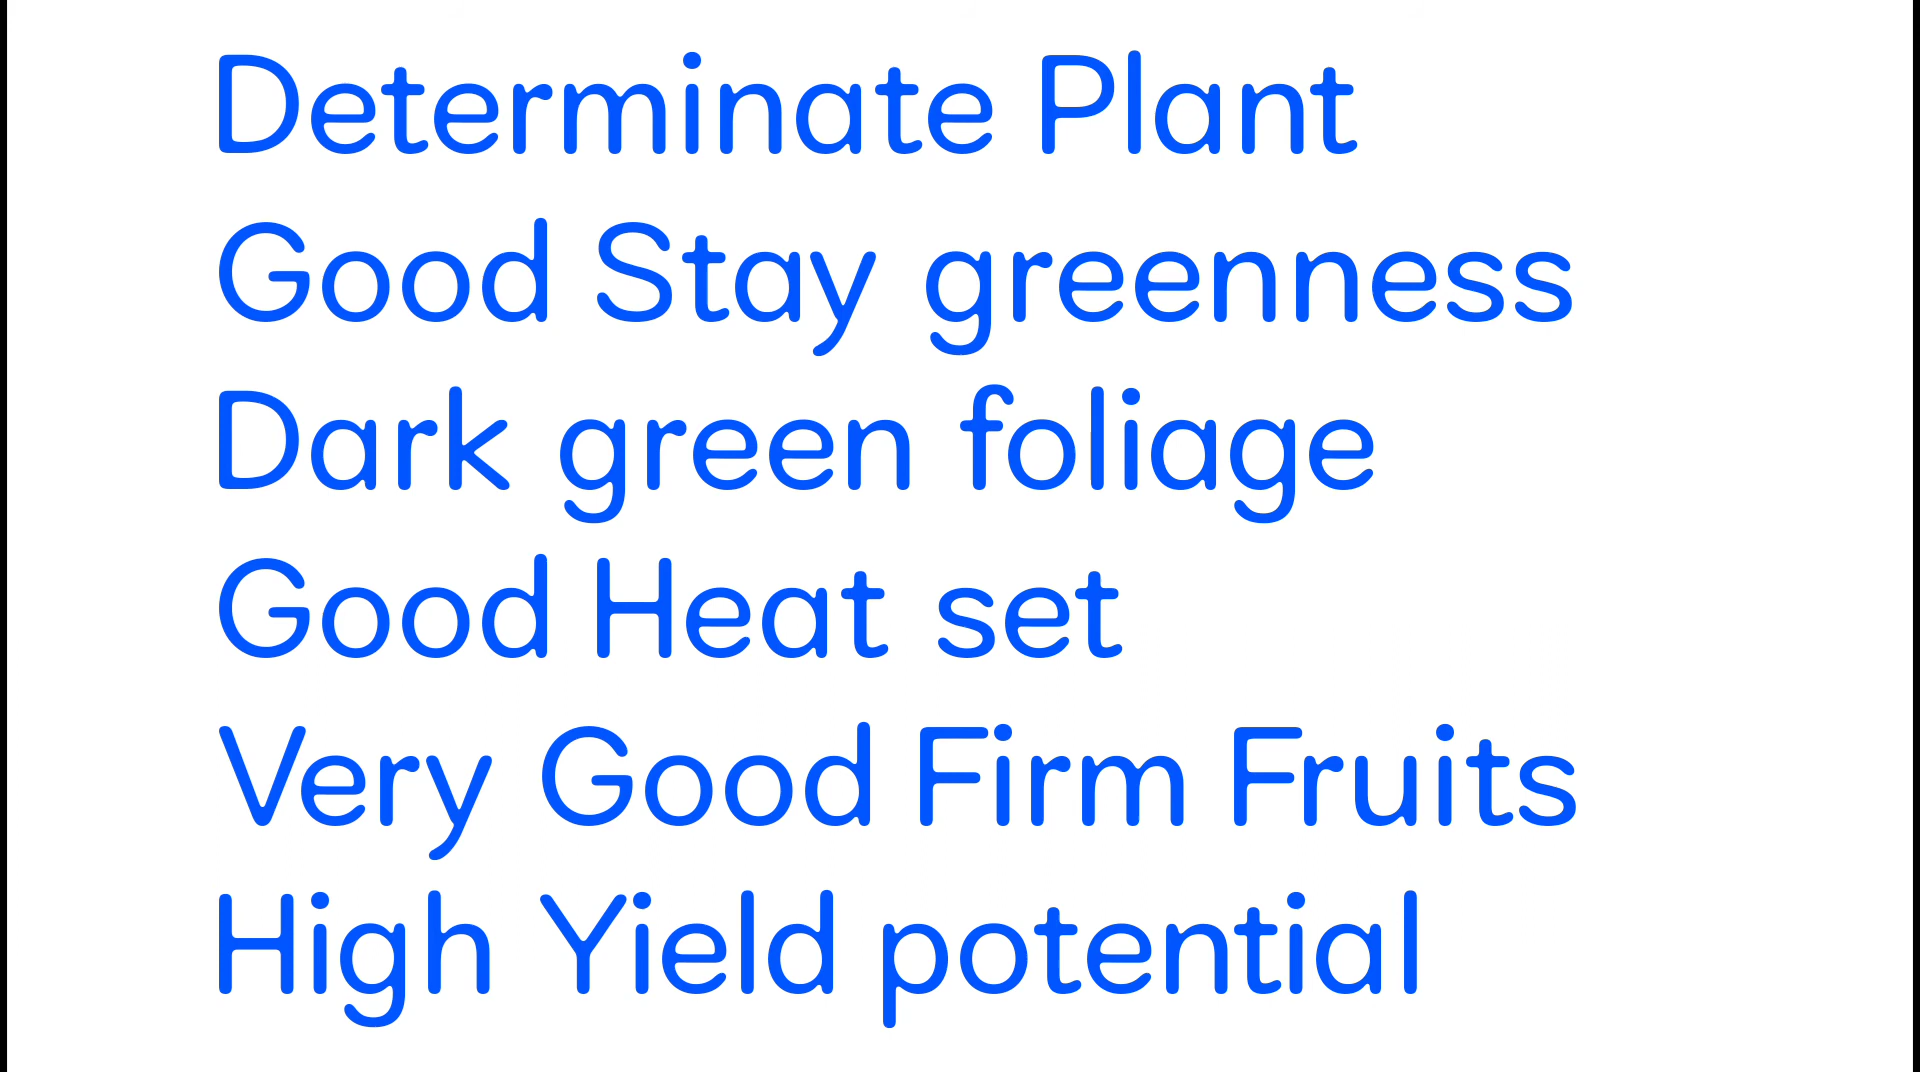 Determinate Plant
Good Stay greenness
Dark green foliage
Good Heat set
Very Good Firm Fruits
High Yield potential